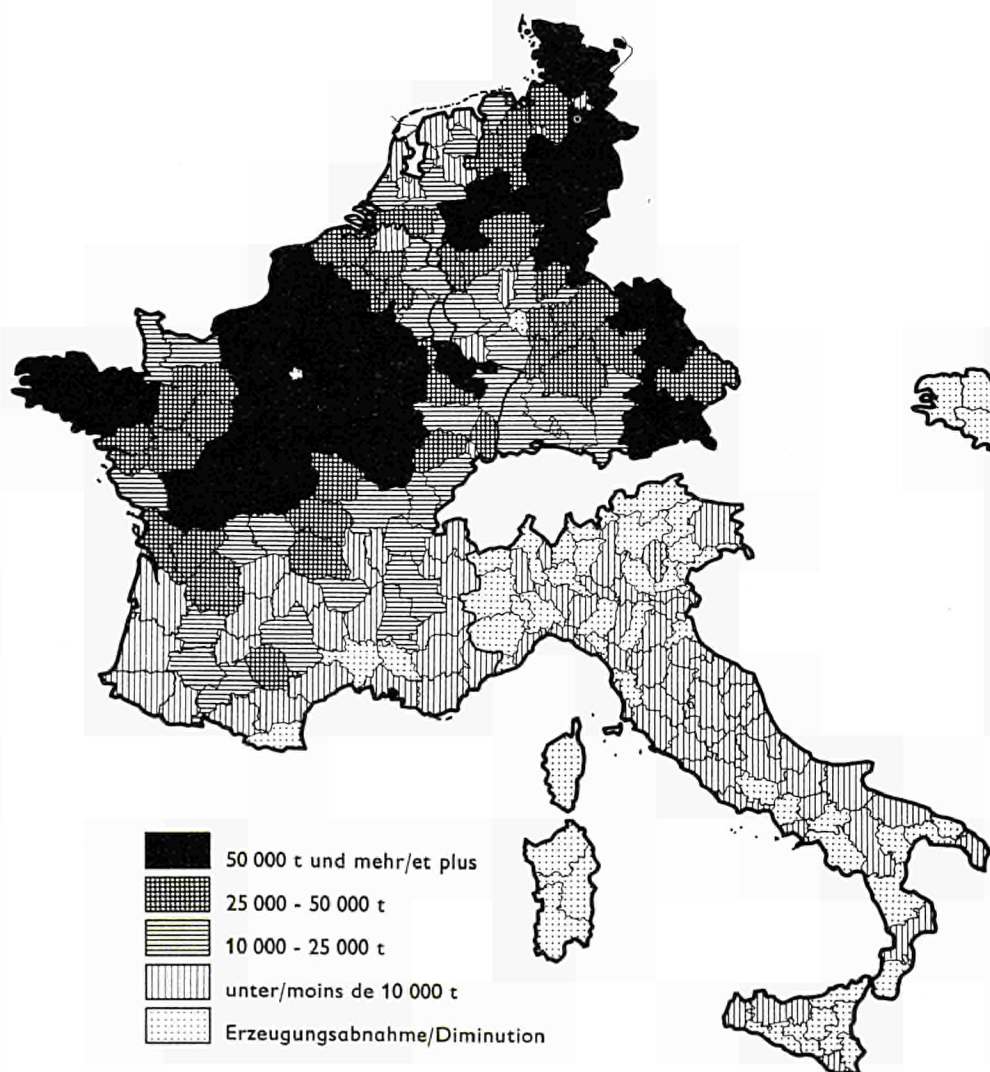 50 000 t und mehr/et plus
25 000 - 50 000 t
10 000 - 25 000 t
unter/moins de 10 000 t
Erzeugungsabnahme/Diminution